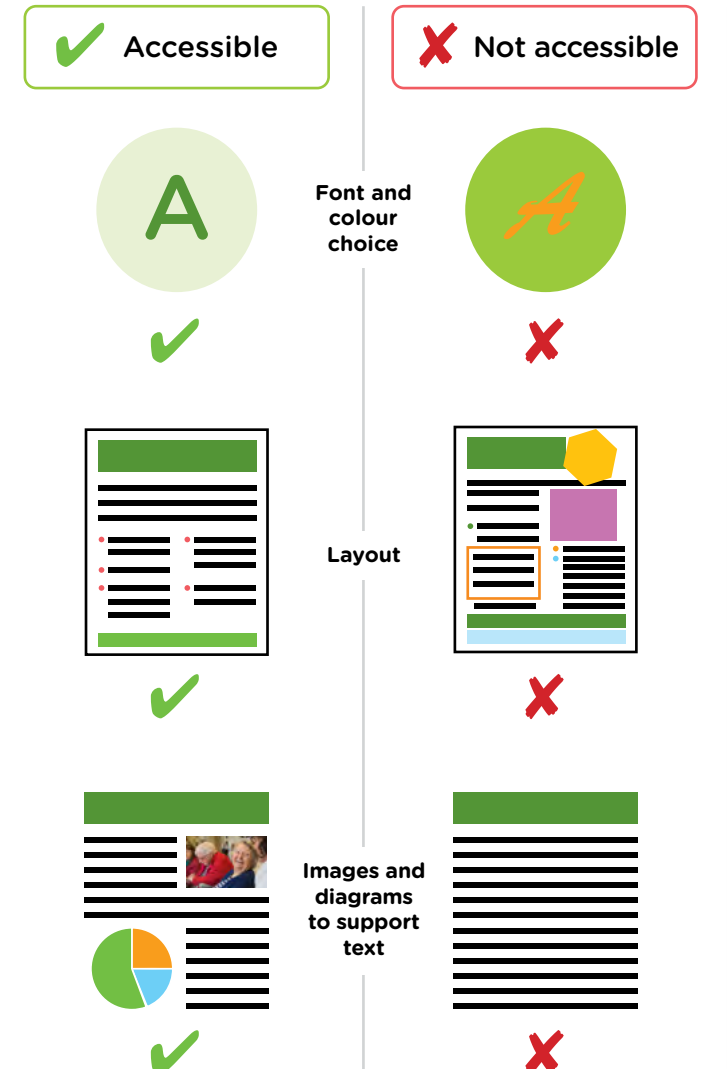 Accessible
Not accessible
A
A
Font and
colour
choice
Layout
Images and
diagrams
to support
text